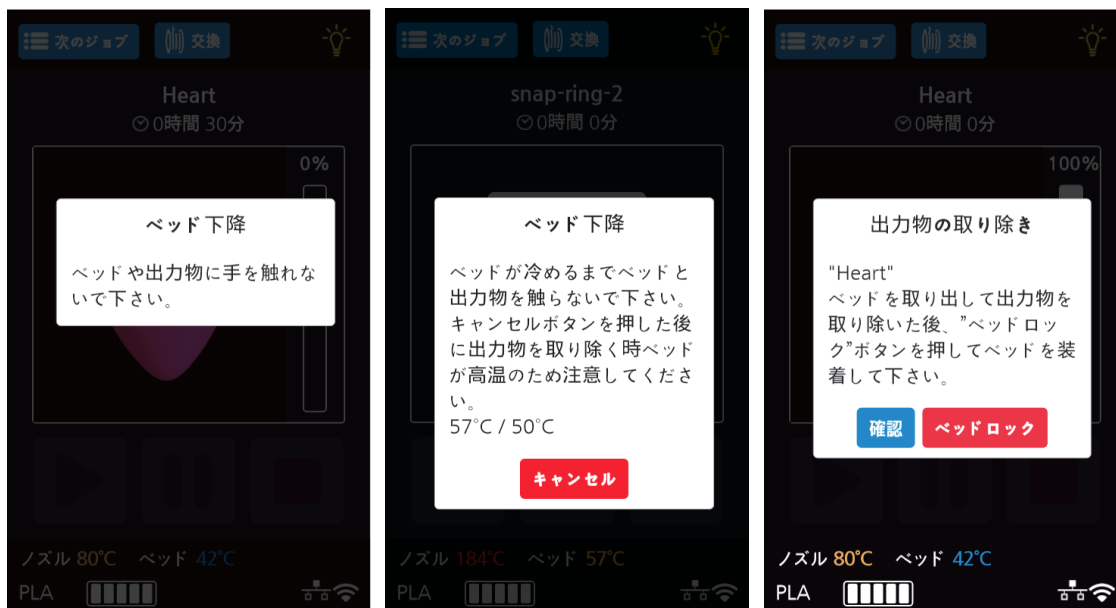 次のジョブ
交換
Heart
0時間 30分
0%
ベッド下降
ベッドや出力物に手を触れな
いで下さい。
ノズル 80℃ ベッド 42℃
PLA
次のジョブ
交換
snap-ring-2
0時間 0分
ベッド下降
ベッドが冷めるまでベッドと
出力物を触らないで下さい。
キャンセルボタンを押した後
に出力物を取り除く時ベッド
が高温のため注意してくださ
い。
57℃ / 50℃
キャンセル
ノズル 184℃ ベッド 57℃
PLA
次のジョブ
交換
Heart
0時間 0分
100%
出力物の取り除き
"Heart"
ベッドを取り出して出力物を
取り除いた後、”ベッドロッ
ク”ボタンを押してベッドを装
着して下さい。
確認
ベッドロック
ノズル 80℃ ベッド 42℃
PLA